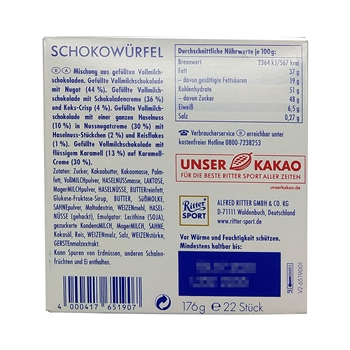 SCHOKOWÜRFEL
D A Mischung aus gefüllten Vollmilch-
schokoladen. Gefüllte Vollmilchschokolade
mit Nugat (44 %). Gefüllte Vollmilch-
schokolade mit Schokoladencreme (36 %)
und Keks-Crisp (4 %). Gefüllte Vollmilch-
schokolade mit einer ganzen Haselnuss
(10 %) in Nussnugatcreme (30 %) mit
Haselnuss-Stückchen (2 %) und Reisflakes
(1 %). Gefüllte Vollmilchschokolade mit
flüssigem Karamell (13 %) auf Karamell-
Creme (30 %).
Zutaten: Zucker, Kakaobutter, Kakaomasse, Palm-
fett, VOLLMILCHpulver, HASELNUSSmasse, LAKTOSE,
MagerMILCHpulver, HASELNÜSSE, BUTTERreinfett,
Glukose-Fruktose-Sirup, BUTTER, SÜßMOLKE,
SAHNEpulver, Maltodextrin, WEIZENMEHL, HASEL-
NÜSSE (gemahlen), Emulgator: Lecithine (SOJA),
gezuckerte KondensMAGERMILCH, SAHNE,
Kakao, Reis, WEIZENmalz, Salz, WEIZENSTÄRKE,
GERSTENmalzextrakt.
Kann Spuren von Erdnüssen, anderen Schalen-
früchten und Ei enthalten.
4 000417 651907
Durchschnittliche Nährwerte je 100 g:
Brennwert 2364 kJ/567 kcal
Fett 37 g
– davon gesättigte Fettsäuren 19 g
Kohlenhydrate 51 g
– davon Zucker 48 g
Eiweiß 6,5 g
Salz 0,27 g
Verbraucherservice D erreichbar unter
kostenfreier Hotline 0800-7238253
UNSER KAKAO
FÜR DIE BESTE RITTER SPORT ALLER ZEITEN
unserkakao.de
Ritter
SPORT
ALFRED RITTER GMBH & CO. KG
D-71111 Waldenbuch, Deutschland
www.ritter-sport.de
Vor Wärme und Feuchtigkeit schützen.
Mindestens haltbar bis:
176g e 22 Stück